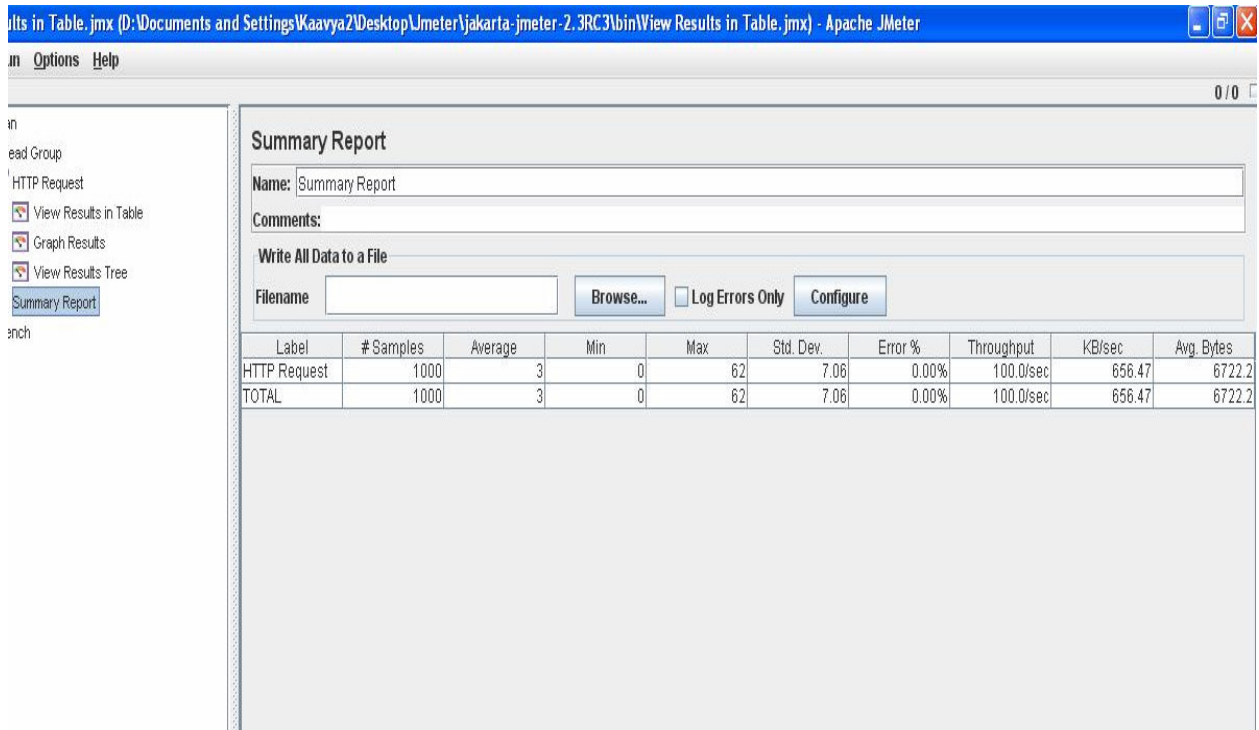 lts in Table.jmx (D:\Documents and Settings\Kaavya2\Desktop\Jmeter\jakarta-jmeter-2.3RC3\bin\View Results in Table.jmx) - Apache JMeter
un Options Help
0 / 0
an
ead Group
HTTP Request
View Results in Table
Graph Results
View Results Tree
Summary Report
ench
Summary Report
Name: Summary Report
Comments:
Write All Data to a File
Filename Browse... Log Errors Only Configure
Label # Samples Average Min Max Std. Dev. Error % Throughput KB/sec Avg. Bytes
HTTP Request 1000 3 0 62 7.06 0.00% 100.0/sec 656.47 6722.2
TOTAL 1000 3 0 62 7.06 0.00% 100.0/sec 656.47 6722.2